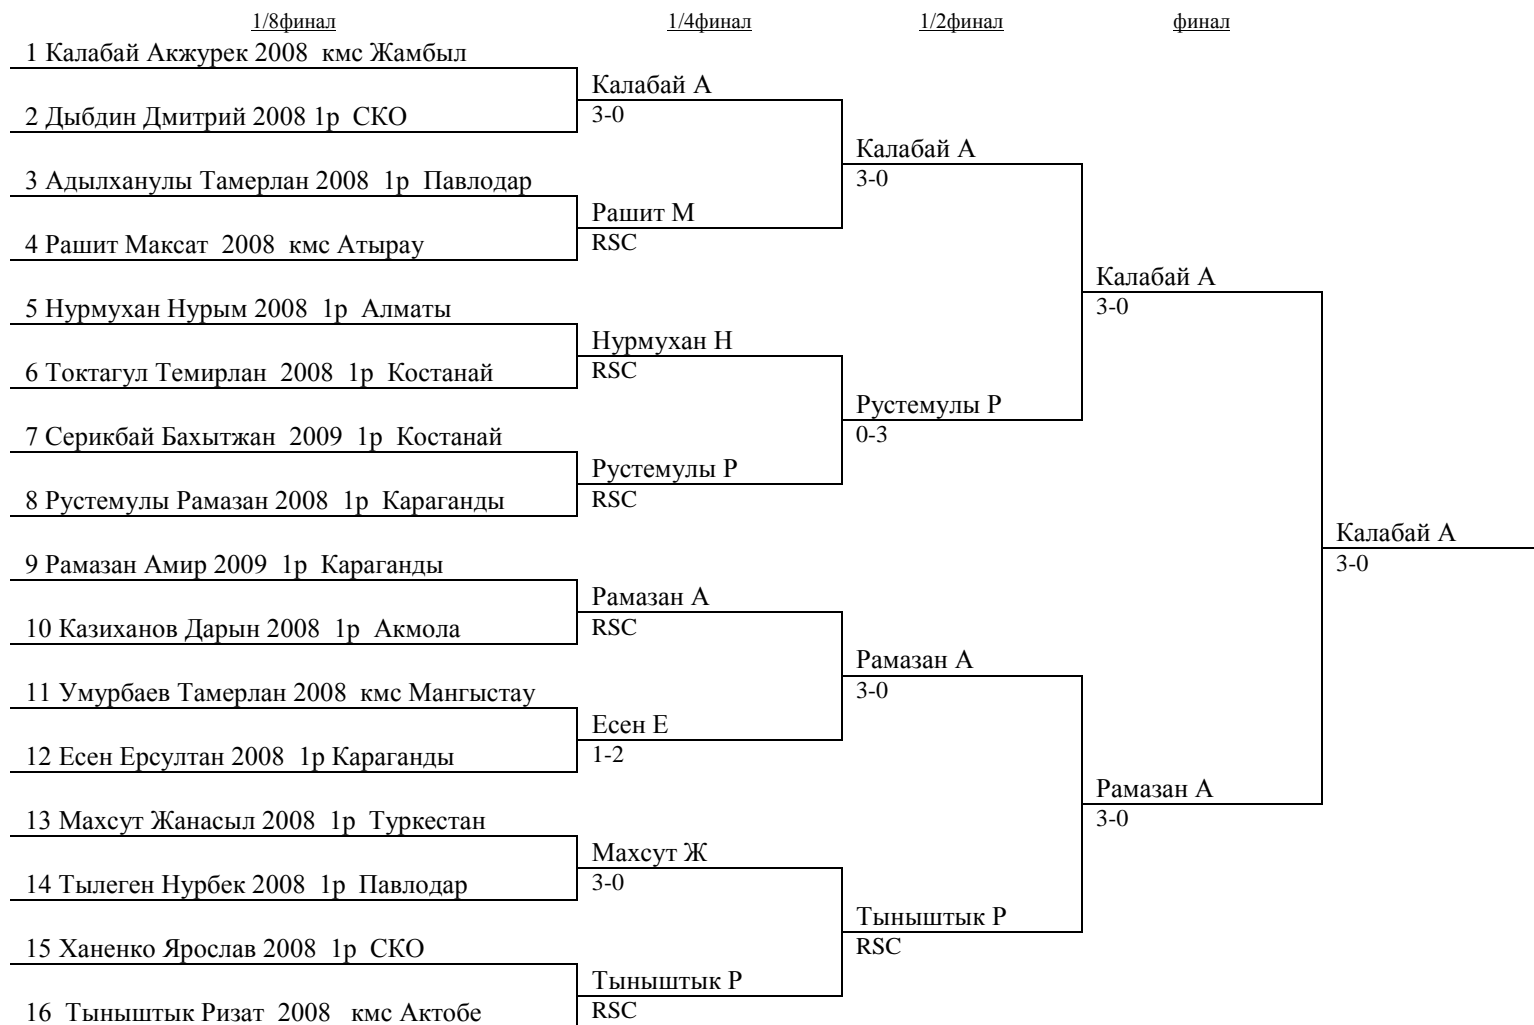 1/8финал 1/4финал 1/2финал финал
1 Калабай Акжурек 2008 кмс Жамбыл
Калабай А
3-0
2 Дыбдин Дмитрий 2008 1р СКО
Калабай А
3-0
3 Адылханулы Тамерлан 2008 1р Павлодар
Рашит М
RSC
4 Рашит Максат 2008 кмс Атырау
Калабай А
3-0
5 Нурмухан Нурым 2008 1р Алматы
Нурмухан Н
RSC
6 Токтагул Темирлан 2008 1р Костанай
Рустемулы Р
0-3
7 Серикбай Бахытжан 2009 1р Костанай
Рустемулы Р
RSC
8 Рустемулы Рамазан 2008 1р Караганды
Калабай А
3-0
9 Рамазан Амир 2009 1р Караганды
Рамазан А
RSC
10 Казиханов Дарын 2008 1р Акмола
Рамазан А
3-0
11 Умурбаев Тамерлан 2008 кмс Мангыстау
Есен Е
1-2
12 Есен Ерсултан 2008 1р Караганды
Рамазан А
3-0
13 Махсут Жанасыл 2008 1р Туркестан
Махсут Ж
3-0
14 Тылеген Нурбек 2008 1р Павлодар
Тыныштык Р
RSC
15 Ханенко Ярослав 2008 1р СКО
Тыныштык Р
RSC
16 Тыныштык Ризат 2008 кмс Актобе